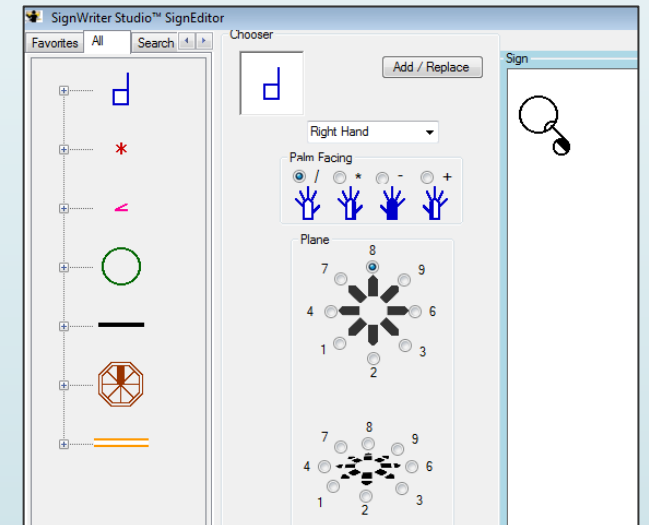 SignWriter Studio™ SignEditor
Favorites All Search
Chooser
Add / Replace
Sign
Right Hand
Palm Facing
/ * - +
Plane
8
7 9
4 6
1 3
2
8
7 9
4 6
1 3
2